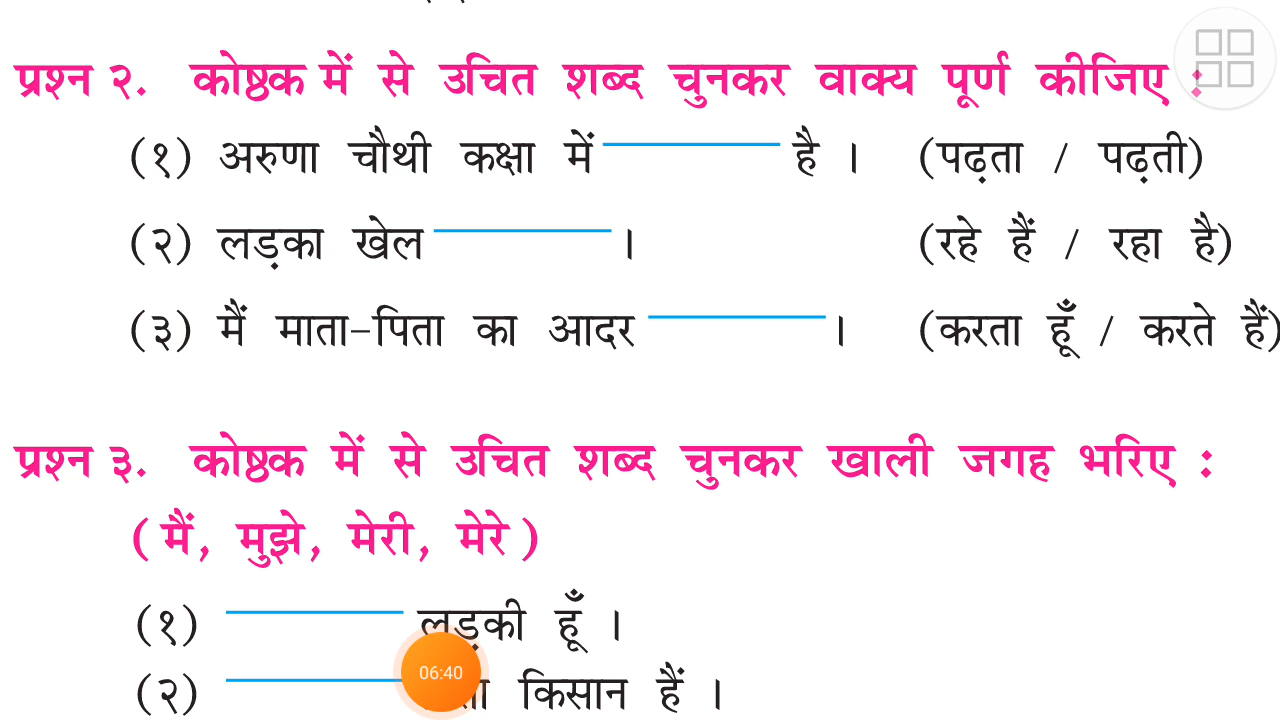 प्रश्न २. कोष्ठक में से उचित शब्द चुनकर वाक्य पूर्ण कीजिए :
(१) अरुणा चौथी कक्षा में ________ है । (पढ़ता / पढ़ती)
(२) लड़का खेल ________ । (रहे हैं / रहा है)
(३) मैं माता-पिता का आदर ________ । (करता हूँ / करते हैं)
प्रश्न ३. कोष्ठक में से उचित शब्द चुनकर खाली जगह भरिए :
(मैं, मुझे, मेरी, मेरे)
(१) ________ लड़की हूँ ।
(२) ________ किसान हैं ।
06:40